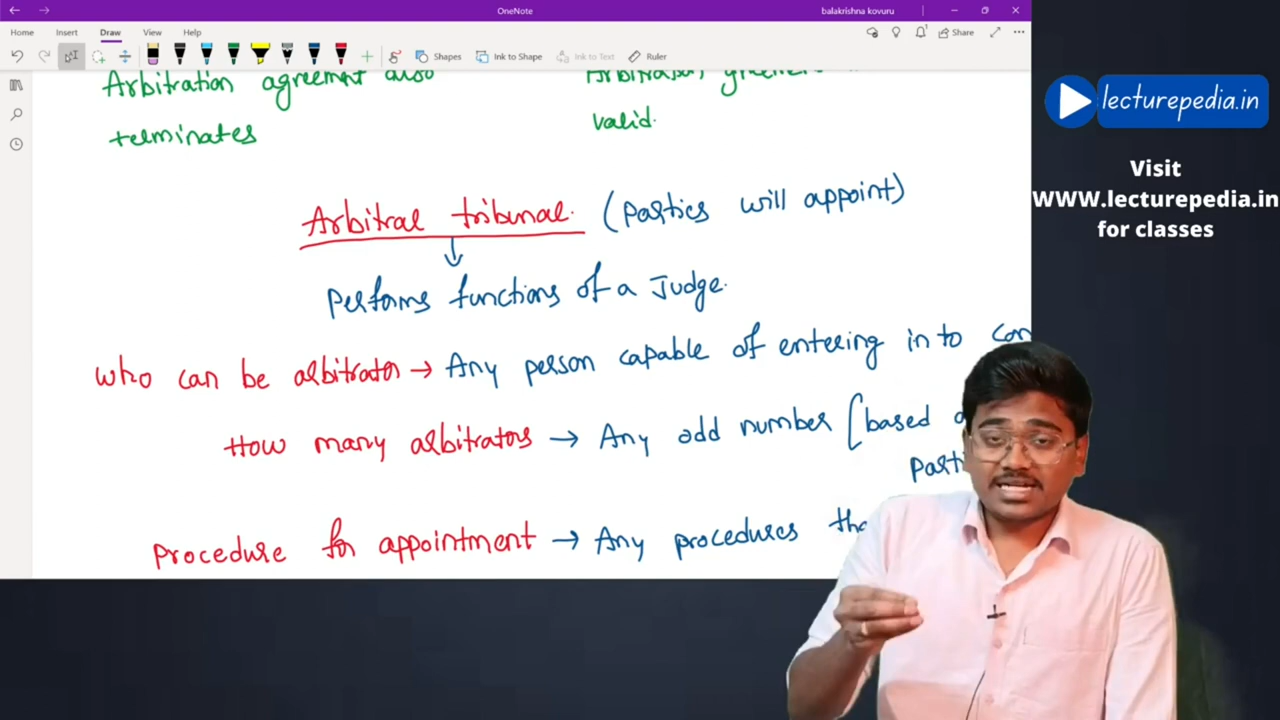 OneNote
balakrishna kovuru
Home Insert Draw View Help
Shapes Ink to Shape Ink to Text Ruler Share
Arbitration agreement also
terminates
valid.
Arbitral tribunal. (Parties will appoint)
Performs functions of a Judge.
Who can be arbitrator → Any person capable of entering in to con
How many arbitrators → Any odd number [based
Parti
Procedure for appointment → Any procedures tha
lecturepedia.in
Visit
WWW.lecturepedia.in
for classes